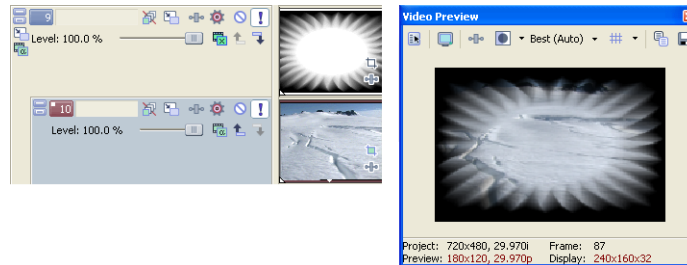 9
Level: 100.0 %
10
Level: 100.0 %
Video Preview
Best (Auto)
Project: 720x480, 29.970i Frame: 87
Preview: 180x120, 29.970p Display: 240x160x32